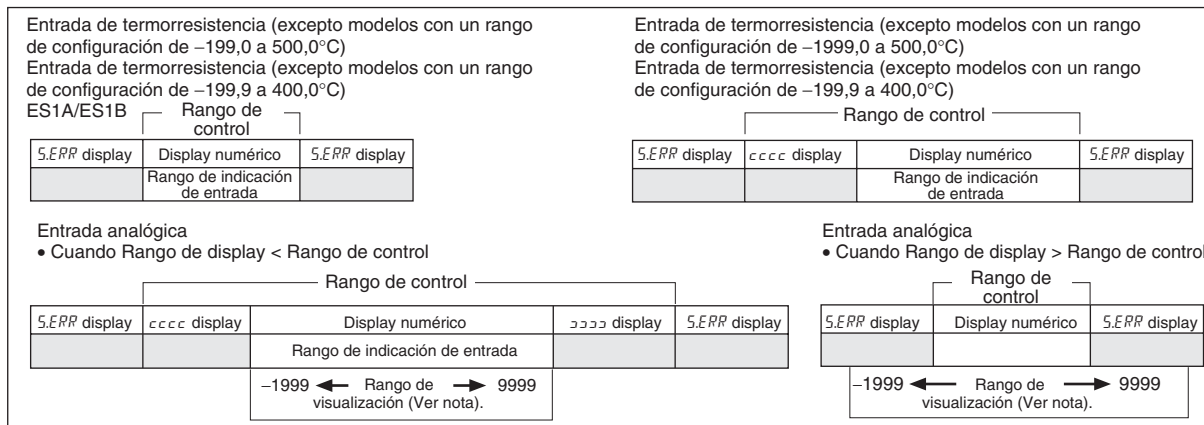 Entrada de termorresistencia (excepto modelos con un rango
de configuración de –199,0 a 500,0°C)
Entrada de termorresistencia (excepto modelos con un rango
de configuración de –199,9 a 400,0°C)
ES1A/ES1B
Rango de
control
S.ERR display Display numérico S.ERR display
Rango de indicación
de entrada
Entrada de termorresistencia (excepto modelos con un rango
de configuración de –1999,0 a 500,0°C)
Entrada de termorresistencia (excepto modelos con un rango
de configuración de –199,9 a 400,0°C)
Rango de control
S.ERR display cccc display Display numérico S.ERR display
Rango de indicación
de entrada
Entrada analógica
• Cuando Rango de display < Rango de control
Rango de control
S.ERR display cccc display Display numérico ɔɔɔɔ display S.ERR display
Rango de indicación de entrada
–1999 Rango de 9999
visualización (Ver nota).
Entrada analógica
• Cuando Rango de display > Rango de control
Rango de
control
S.ERR display Display numérico S.ERR display
–1999 Rango de 9999
visualización (Ver nota).